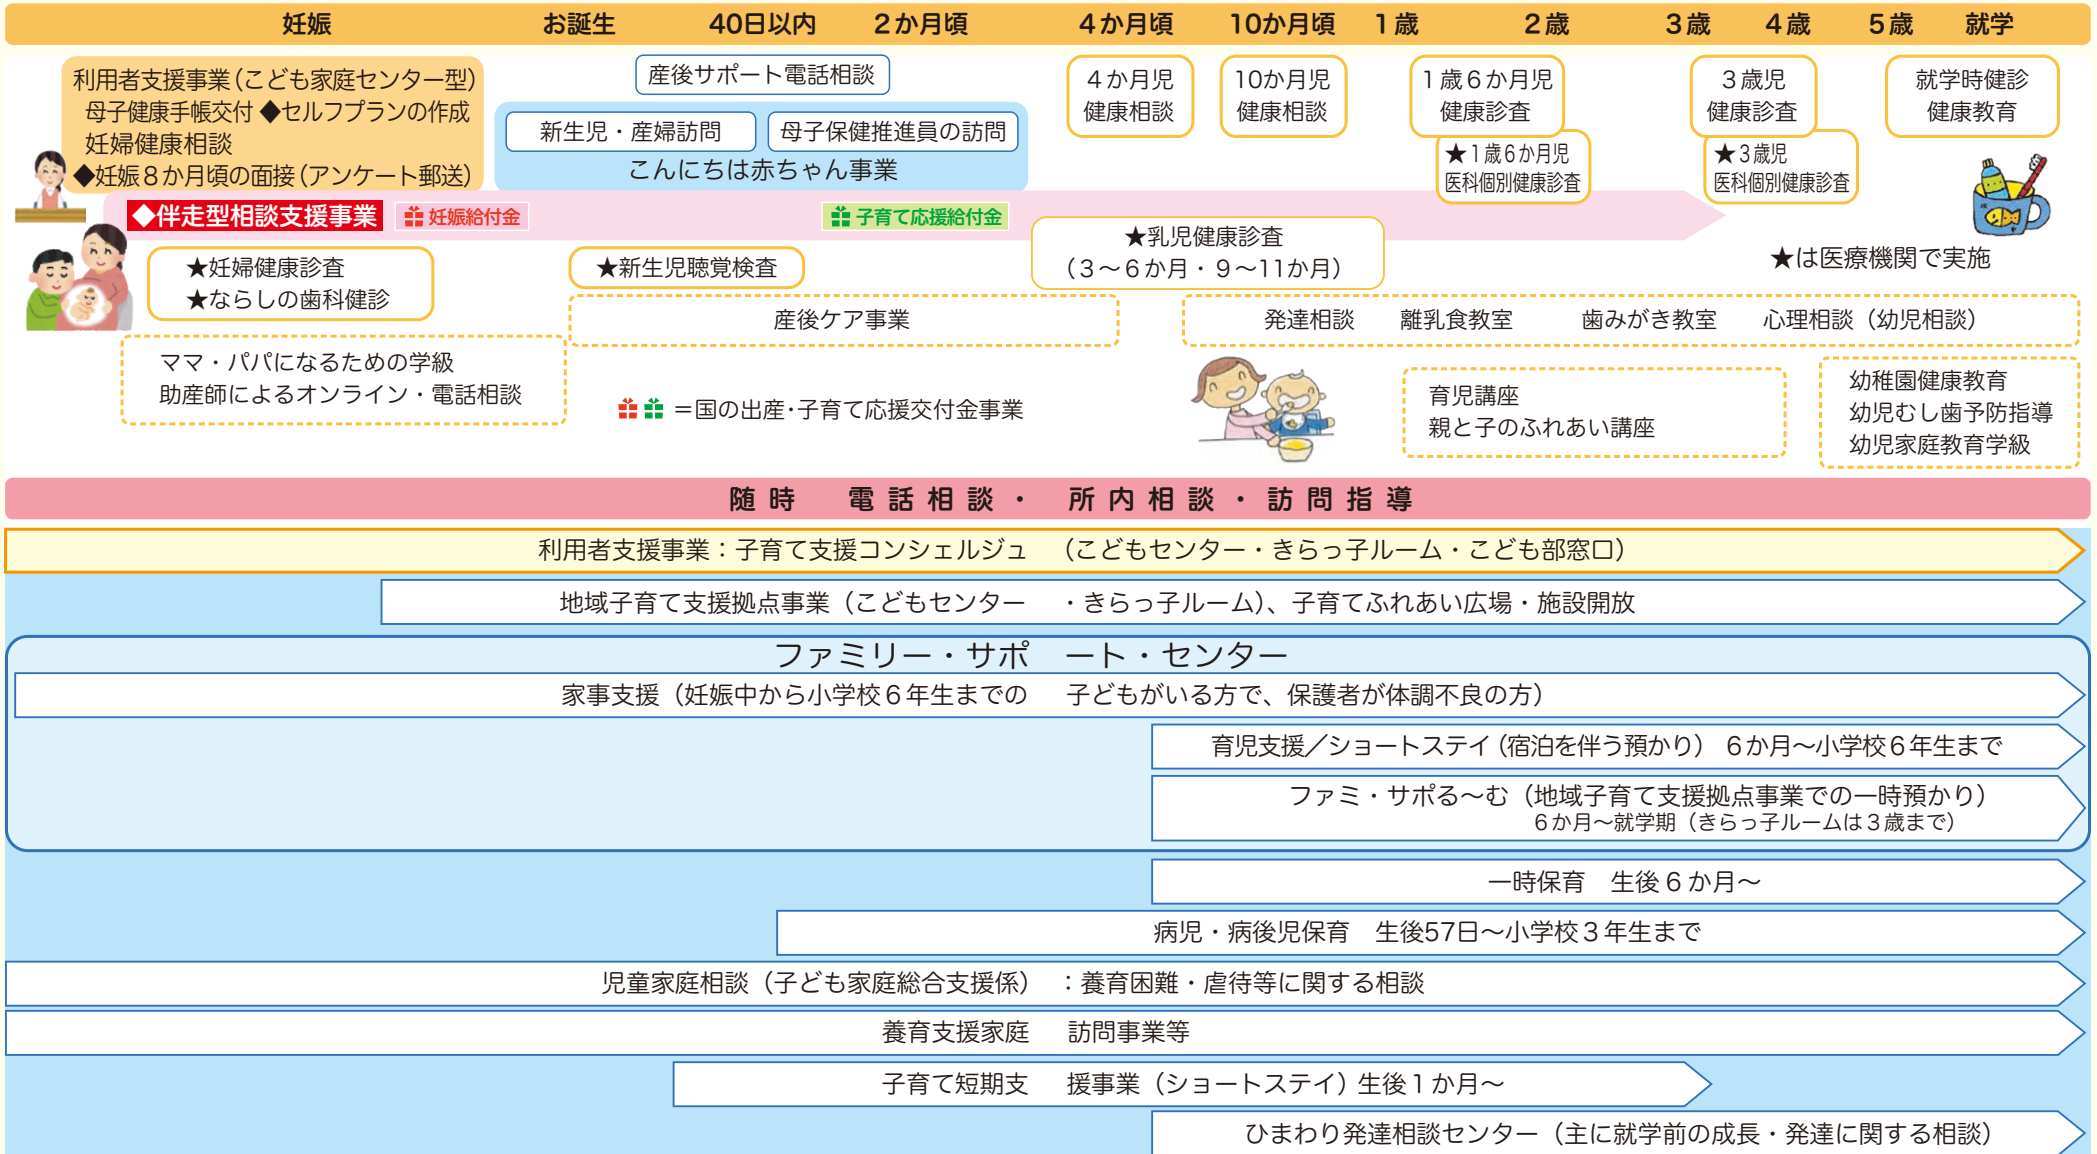 妊娠　お誕生　40日以内　２か月頃　４か月頃　10か月頃　１歳　２歳　３歳　４歳　５歳　就学
利用者支援事業（こども家庭センター型）
母子健康手帳交付 ◆セルフプランの作成
妊婦健康相談
◆妊娠８か月頃の面接（アンケート郵送）
産後サポート電話相談
新生児・産婦訪問
母子保健推進員の訪問
こんにちは赤ちゃん事業
４か月児
健康相談
10か月児
健康相談
１歳６か月児
健康診査
★１歳６か月児
医科個別健康診査
３歳児
健康診査
★３歳児
医科個別健康診査
就学時健診
健康教育
◆伴走型相談支援事業
妊娠給付金
子育て応援給付金
★乳児健康診査
（３～６か月・９～11か月）
★は医療機関で実施
★妊婦健康診査
★ならしの歯科健診
★新生児聴覚検査
産後ケア事業
発達相談　離乳食教室　歯みがき教室　心理相談（幼児相談）
ママ・パパになるための学級
助産師によるオンライン・電話相談
＝国の出産・子育て応援交付金事業
育児講座
親と子のふれあい講座
幼稚園健康教育
幼児むし歯予防指導
幼児家庭教育学級
随時　電話相談・所内相談・訪問指導
利用者支援事業：子育て支援コンシェルジュ（こどもセンター・きらっ子ルーム・こども部窓口）
地域子育て支援拠点事業（こどもセンター・きらっ子ルーム）、子育てふれあい広場・施設開放
ファミリー・サポート・センター
家事支援（妊娠中から小学校６年生までの子どもがいる方で、保護者が体調不良の方）
育児支援／ショートステイ（宿泊を伴う預かり）　６か月～小学校６年生まで
ファミ・サポる～む（地域子育て支援拠点事業での一時預かり）
６か月～就学期（きらっ子ルームは３歳まで）
一時保育　生後６か月～
病児・病後児保育　生後57日～小学校３年生まで
児童家庭相談（子ども家庭総合支援係）：養育困難・虐待等に関する相談
養育支援家庭訪問事業等
子育て短期支援事業（ショートステイ）生後１か月～
ひまわり発達相談センター（主に就学前の成長・発達に関する相談）